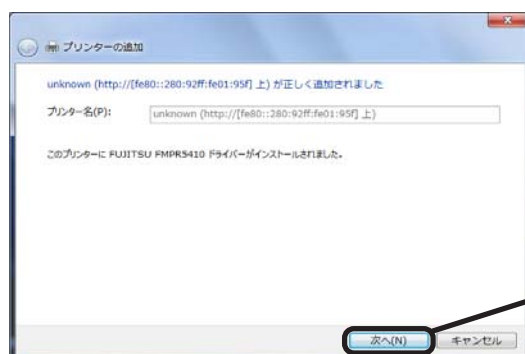 プリンターの追加
unknown (http://[fe80::280:92ff:fe01:95f] 上) が正しく追加されました
プリンター名(P): unknown (http://[fe80::280:92ff:fe01:95f] 上)
このプリンターに FUJITSU FMPR5410 ドライバーがインストールされました。
次へ(N) キャンセル